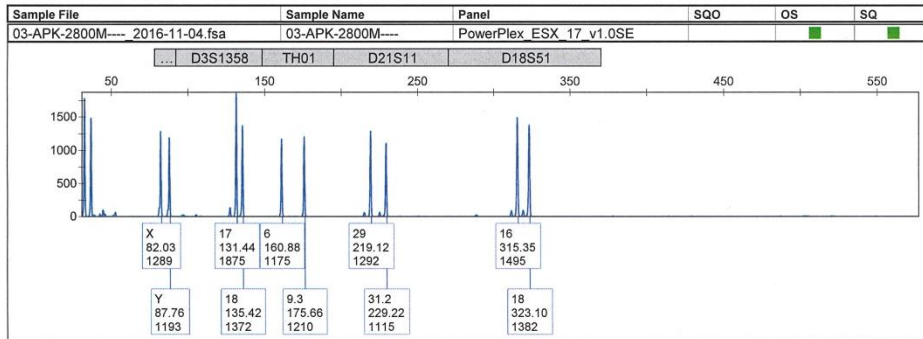 Sample File Sample Name Panel SQO OS SQ
03-APK-2800M----_2016-11-04.fsa 03-APK-2800M---- PowerPlex_ESX_17_v1.0SE
... D3S1358 TH01 D21S11 D18S51
50 150 250 350 450 550
1500
1000
500
0
X 17 6 29 16
82.03 131.44 160.88 219.12 315.35
1289 1875 1175 1292 1495
Y 18 9.3 31.2 18
87.76 135.42 175.66 229.22 323.10
1193 1372 1210 1115 1382